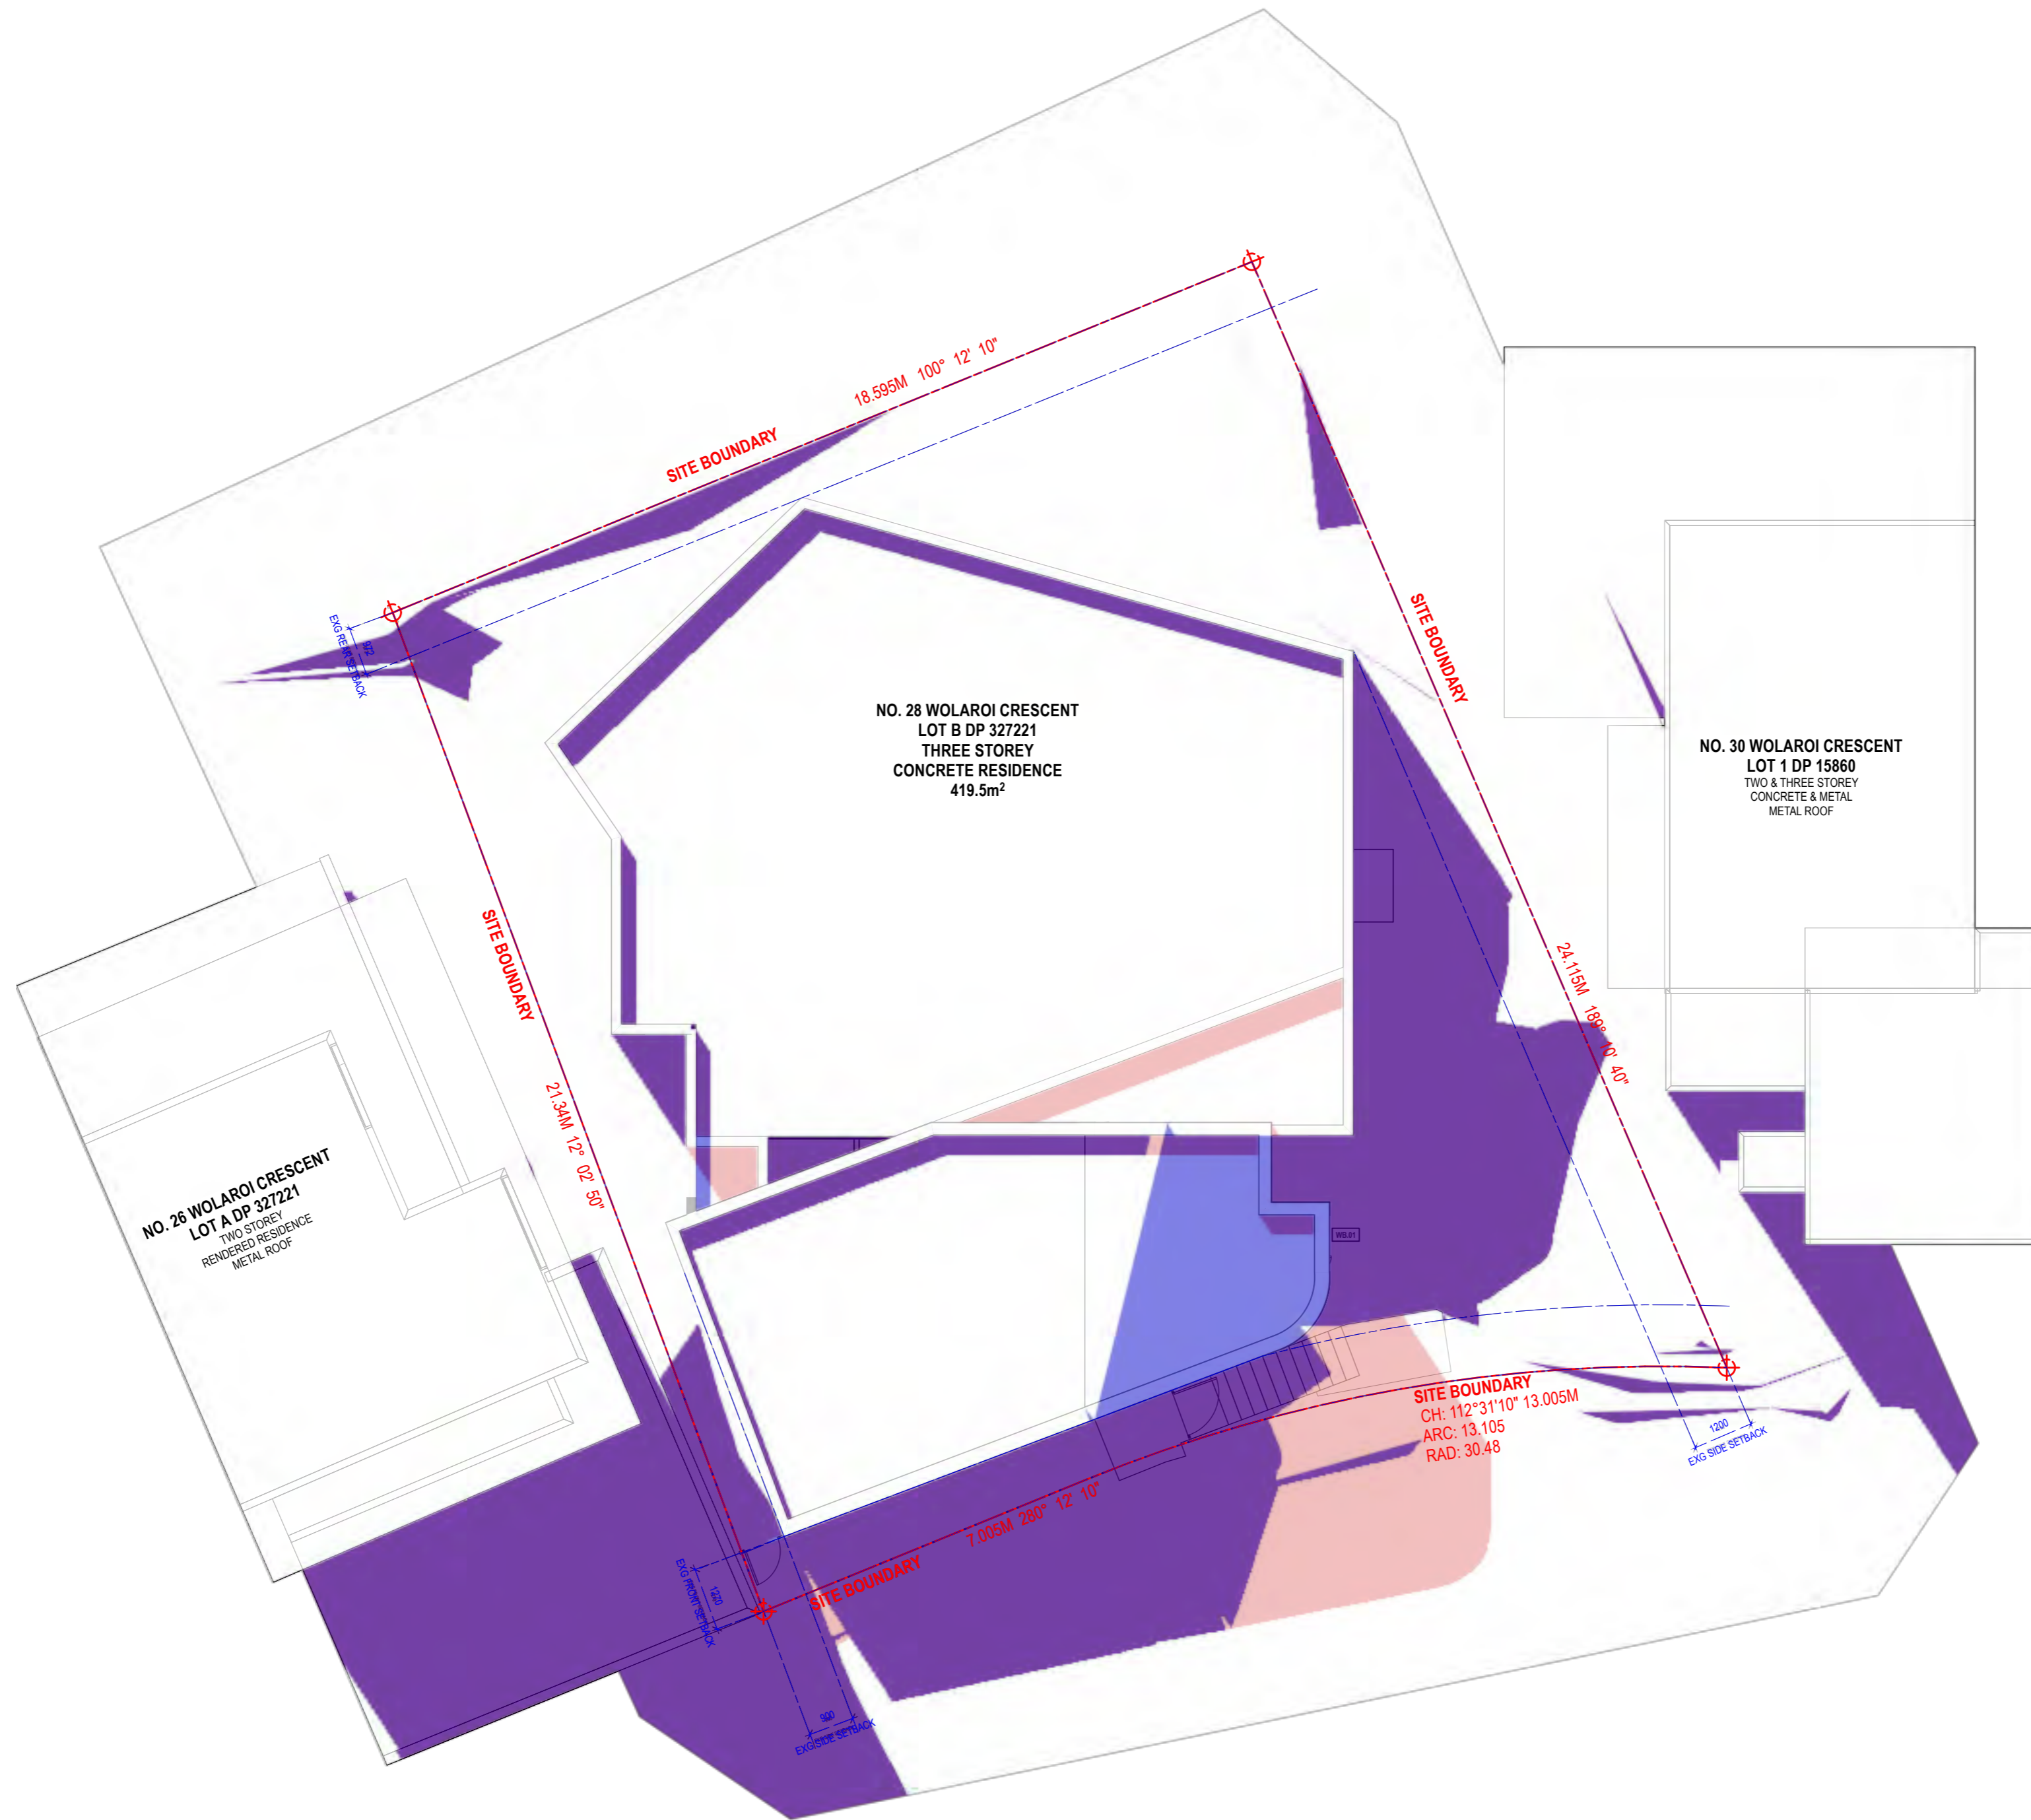 18.595M 100° 12' 10"
SITE BOUNDARY
EXG REAR SETBACK
972
SITE BOUNDARY
NO. 28 WOLAROI CRESCENT
LOT B DP 327221
THREE STOREY
CONCRETE RESIDENCE
419.5m²
NO. 30 WOLAROI CRESCENT
LOT 1 DP 15860
TWO & THREE STOREY
CONCRETE & METAL
METAL ROOF
SITE BOUNDARY
24.115M 189° 10' 40"
21.34M 12° 02' 50"
NO. 26 WOLAROI CRESCENT
LOT A DP 327221
TWO STOREY
RENDERED RESIDENCE
METAL ROOF
WB.01
SITE BOUNDARY
CH: 112°31'10" 13.005M
ARC: 13.105
RAD: 30.48
1200
EXG SIDE SETBACK
7.005M 280° 12' 10"
SITE BOUNDARY
1220
EXG FRONT SETBACK
900
EXG SIDE SETBACK